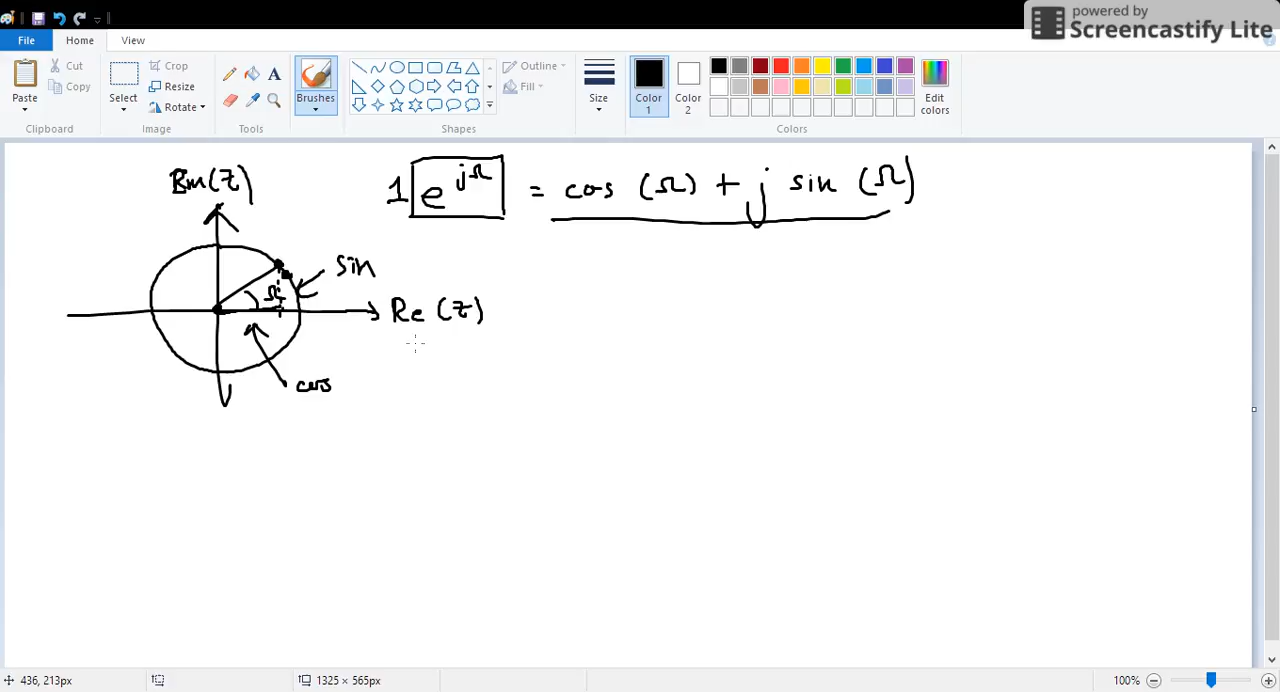 powered by
Screencastify Lite
File Home View
Paste
Cut
Copy
Clipboard
Select
Crop
Resize
Rotate
Image
A
Tools
Brushes
Outline
Fill
Shapes
Size
Color 1
Color 2
Edit colors
Colors
Im(z)
1 e^jΩ = cos (Ω) + j sin (Ω)
sin
Ω
Re (z)
cos
436, 213px
1325 × 565px
100%